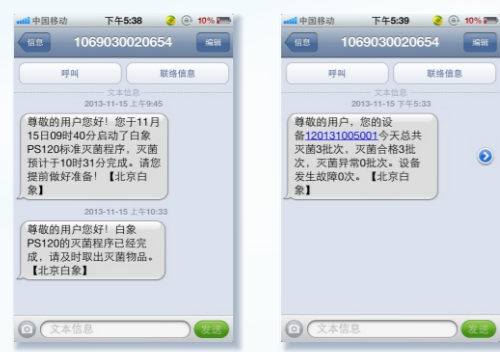 中国移动 下午5:38 10%
信息 1069030020654 编辑
呼叫 联络信息
文本信息
2013-11-15 上午9:45
尊敬的用户您好！您于11月
15日09时40分启动了白象
PS120标准灭菌程序，灭菌
预计于10时31分完成。请您
提前做好准备！【北京白
象】
2013-11-15 上午10:33
尊敬的用户您好！白象
PS120的灭菌程序已经完
成，请及时取出灭菌物品。
【北京白象】
文本信息 发送
中国移动 下午5:39 10%
信息 1069030020654 编辑
呼叫 联络信息
文本信息
2013-11-15 下午5:33
尊敬的用户，您的设
备120131005001今天总共
灭菌3批次，灭菌合格3批
次，灭菌异常0批次。设备
发生故障0次。【北京白
象】
文本信息 发送